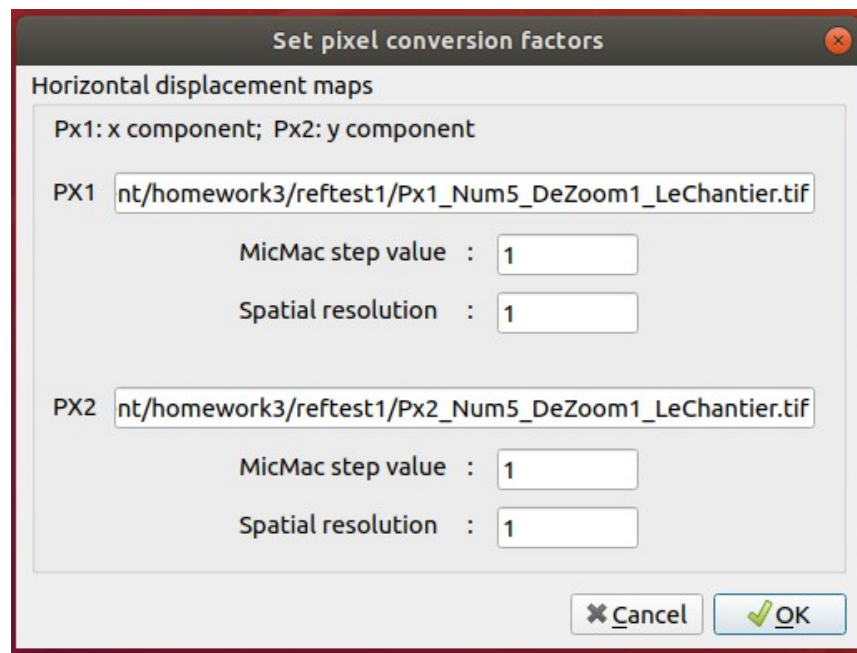 Set pixel conversion factors
Horizontal displacement maps
Px1: x component; Px2: y component
PX1 nt/homework3/reftest1/Px1_Num5_DeZoom1_LeChantier.tif
MicMac step value : 1
Spatial resolution : 1
PX2 nt/homework3/reftest1/Px2_Num5_DeZoom1_LeChantier.tif
MicMac step value : 1
Spatial resolution : 1
Cancel OK